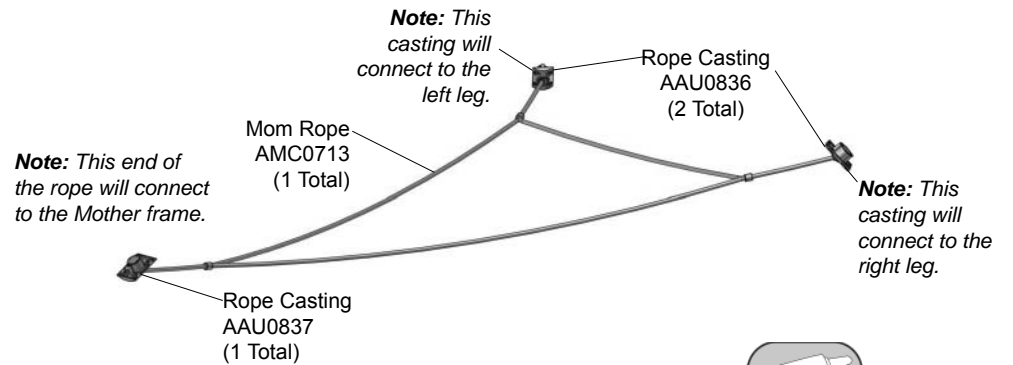 Note: This
casting will
connect to the
left leg.
Rope Casting
AAU0836
(2 Total)
Mom Rope
AMC0713
(1 Total)
Note: This end of
the rope will connect
to the Mother frame.
Note: This
casting will
connect to the
right leg.
Rope Casting
AAU0837
(1 Total)